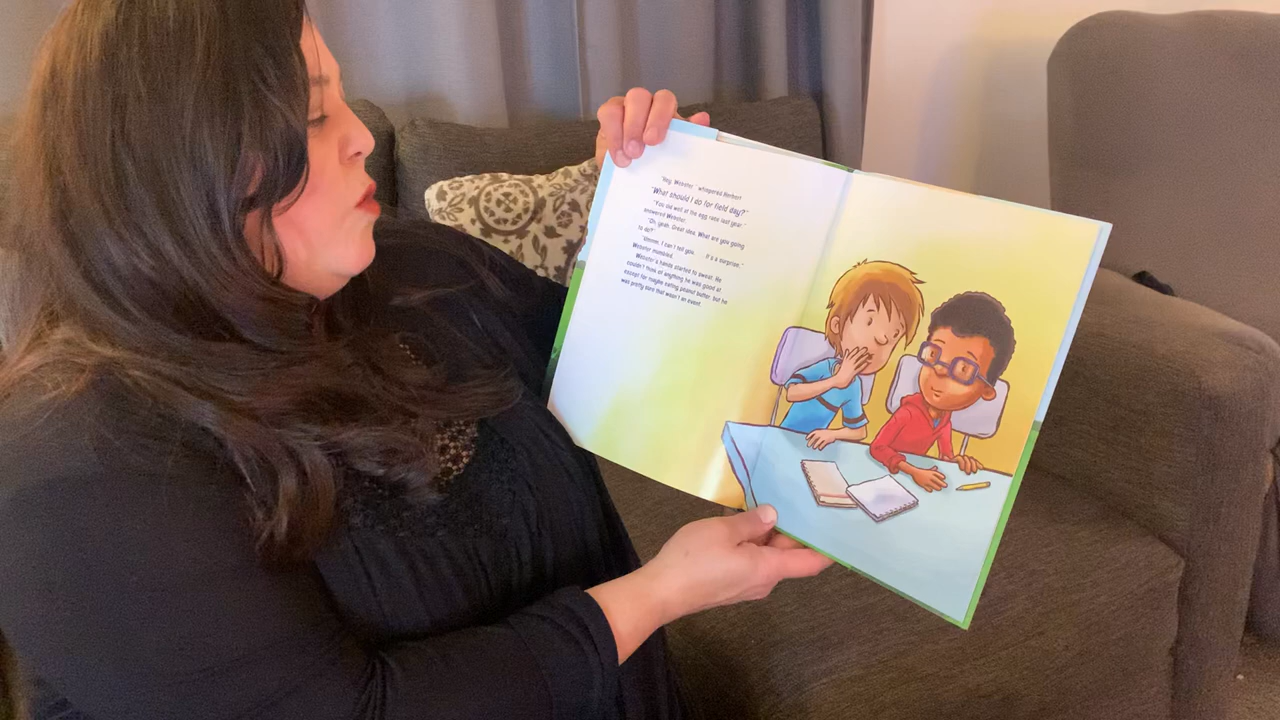 "Hey, Webster," whispered Herbert.
"What should I do for field day?"
"You did well at the egg race last year,"
answered Webster.
"Oh, yeah. Great idea. What are you going
to do?"
"Ummm, I can't tell you. It's a surprise,"
Webster mumbled.
Webster's hands started to sweat. He
couldn't think of anything he was good at
except for maybe eating peanut butter, but he
was pretty sure that wasn't an event.